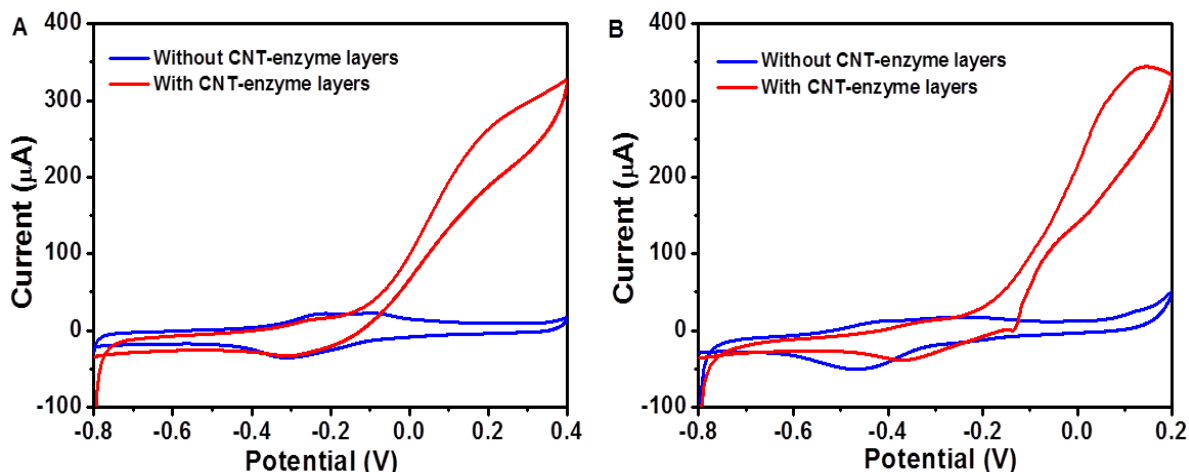 A
400
300
200
100
0
-100
Current (μA)
Without CNT-enzyme layers
With CNT-enzyme layers
-0.8 -0.6 -0.4 -0.2 0.0 0.2 0.4
Potential (V)
B
400
300
200
100
0
-100
Current (μA)
Without CNT-enzyme layers
With CNT-enzyme layers
-0.8 -0.6 -0.4 -0.2 0.0 0.2
Potential (V)